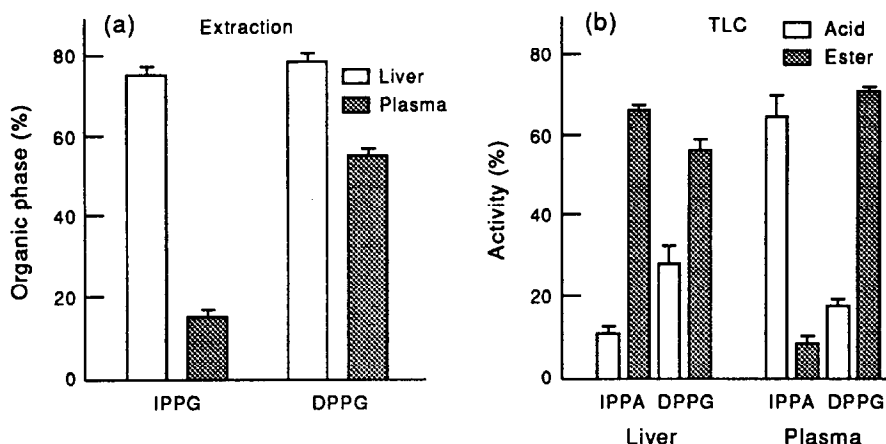 (a) Extraction
Liver
Plasma
Organic phase (%)
80
60
40
20
0
IPPG DPPG
(b) TLC
Acid
Ester
Activity (%)
80
60
40
20
0
IPPA DPPG IPPA DPPG
Liver Plasma